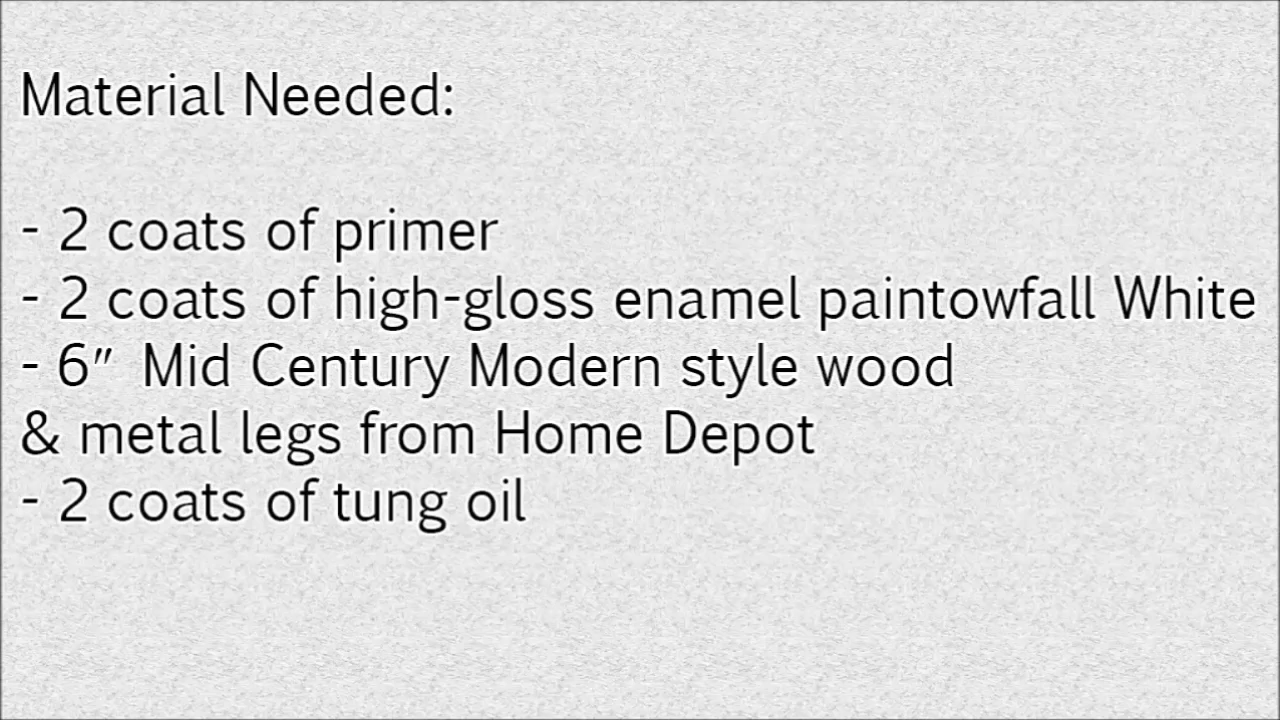 Material Needed:
- 2 coats of primer
- 2 coats of high-gloss enamel paintowfall White
- 6″ Mid Century Modern style wood
& metal legs from Home Depot
- 2 coats of tung oil